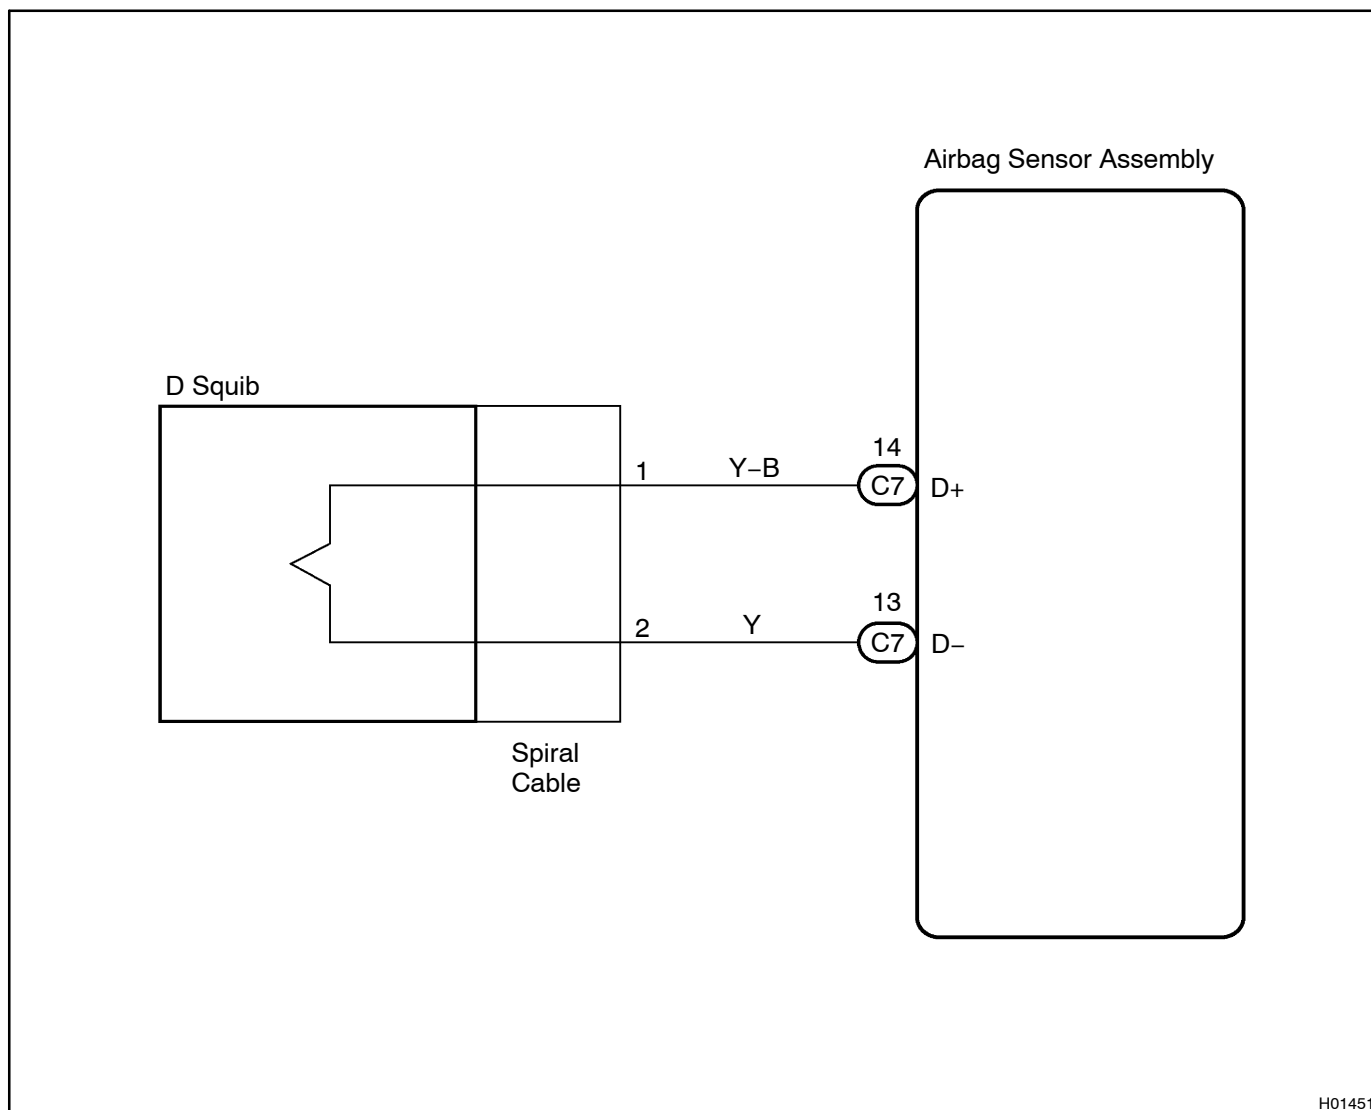 Airbag Sensor Assembly
D Squib
14
1
Y−B
C7
D+
13
2
Y
C7
D−
Spiral
Cable
H01451